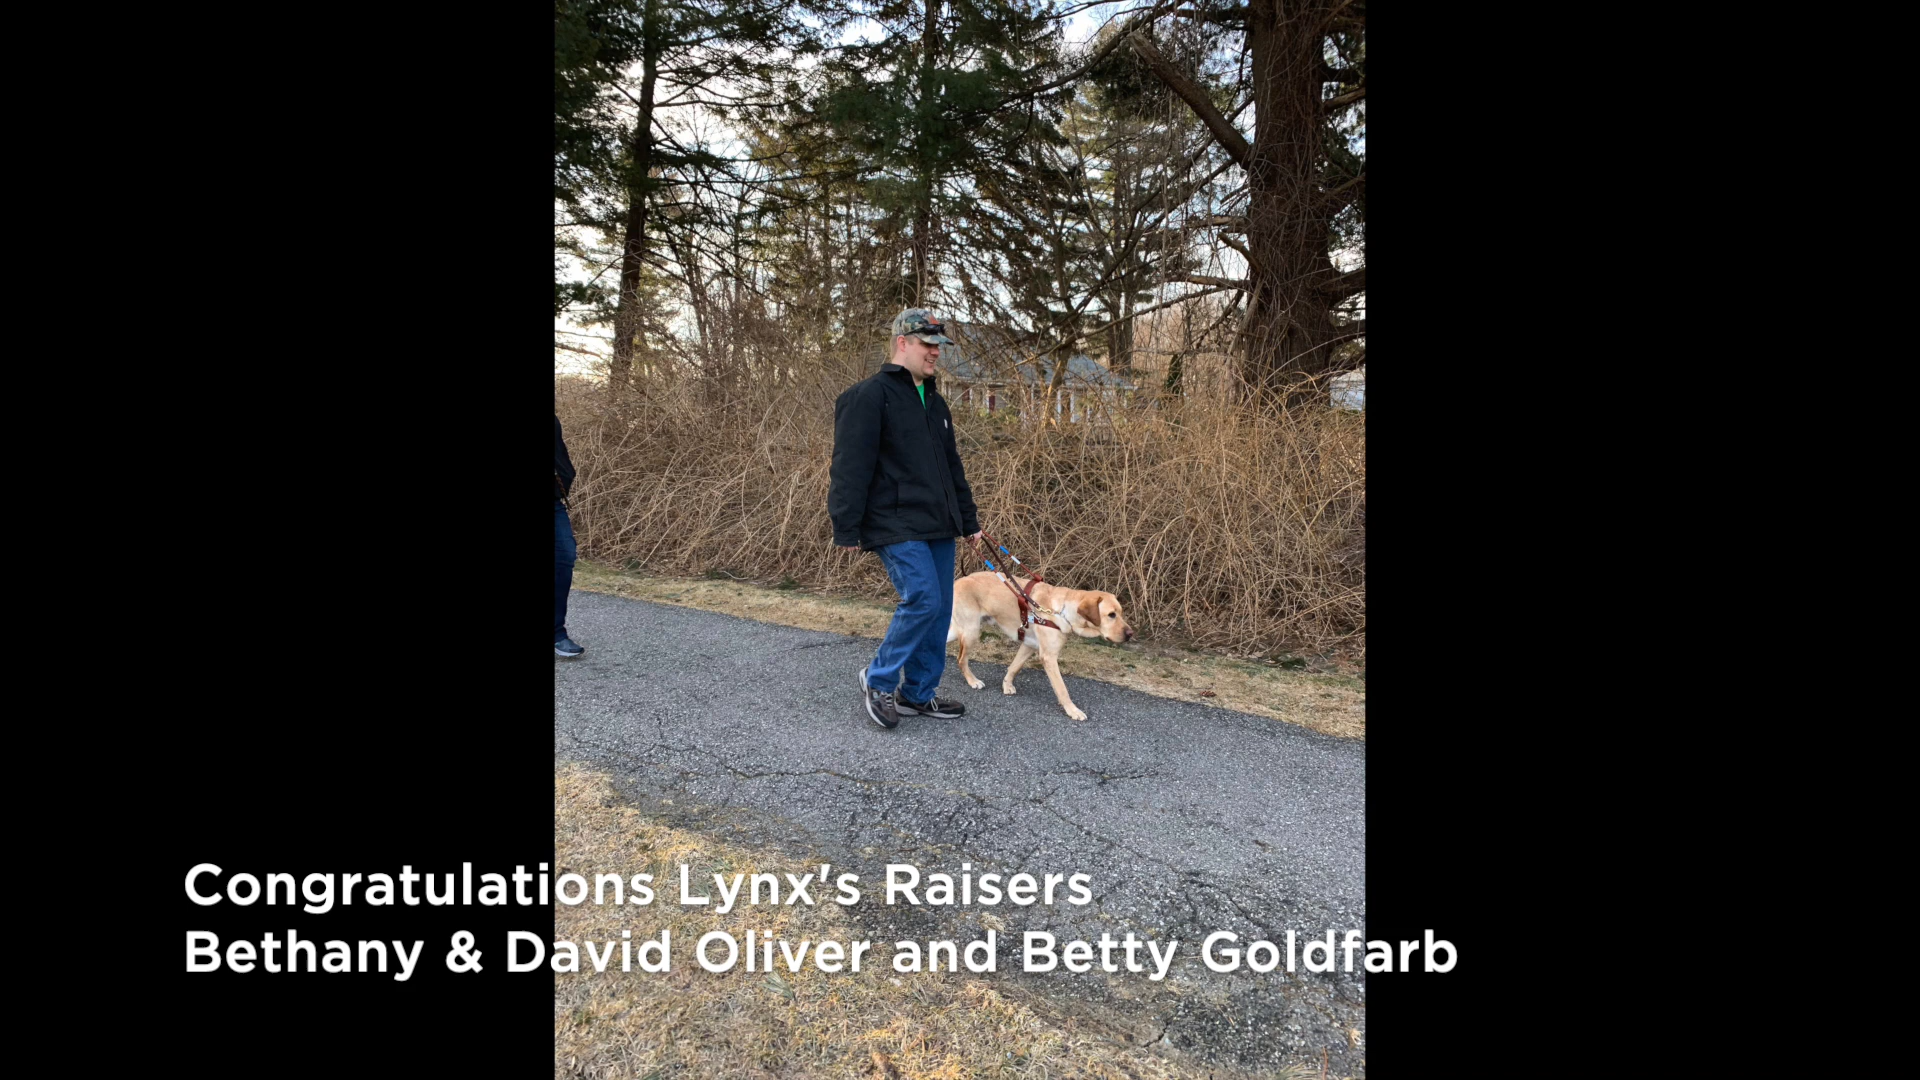 Congratulations Lynx's Raisers
Bethany & David Oliver and Betty Goldfarb